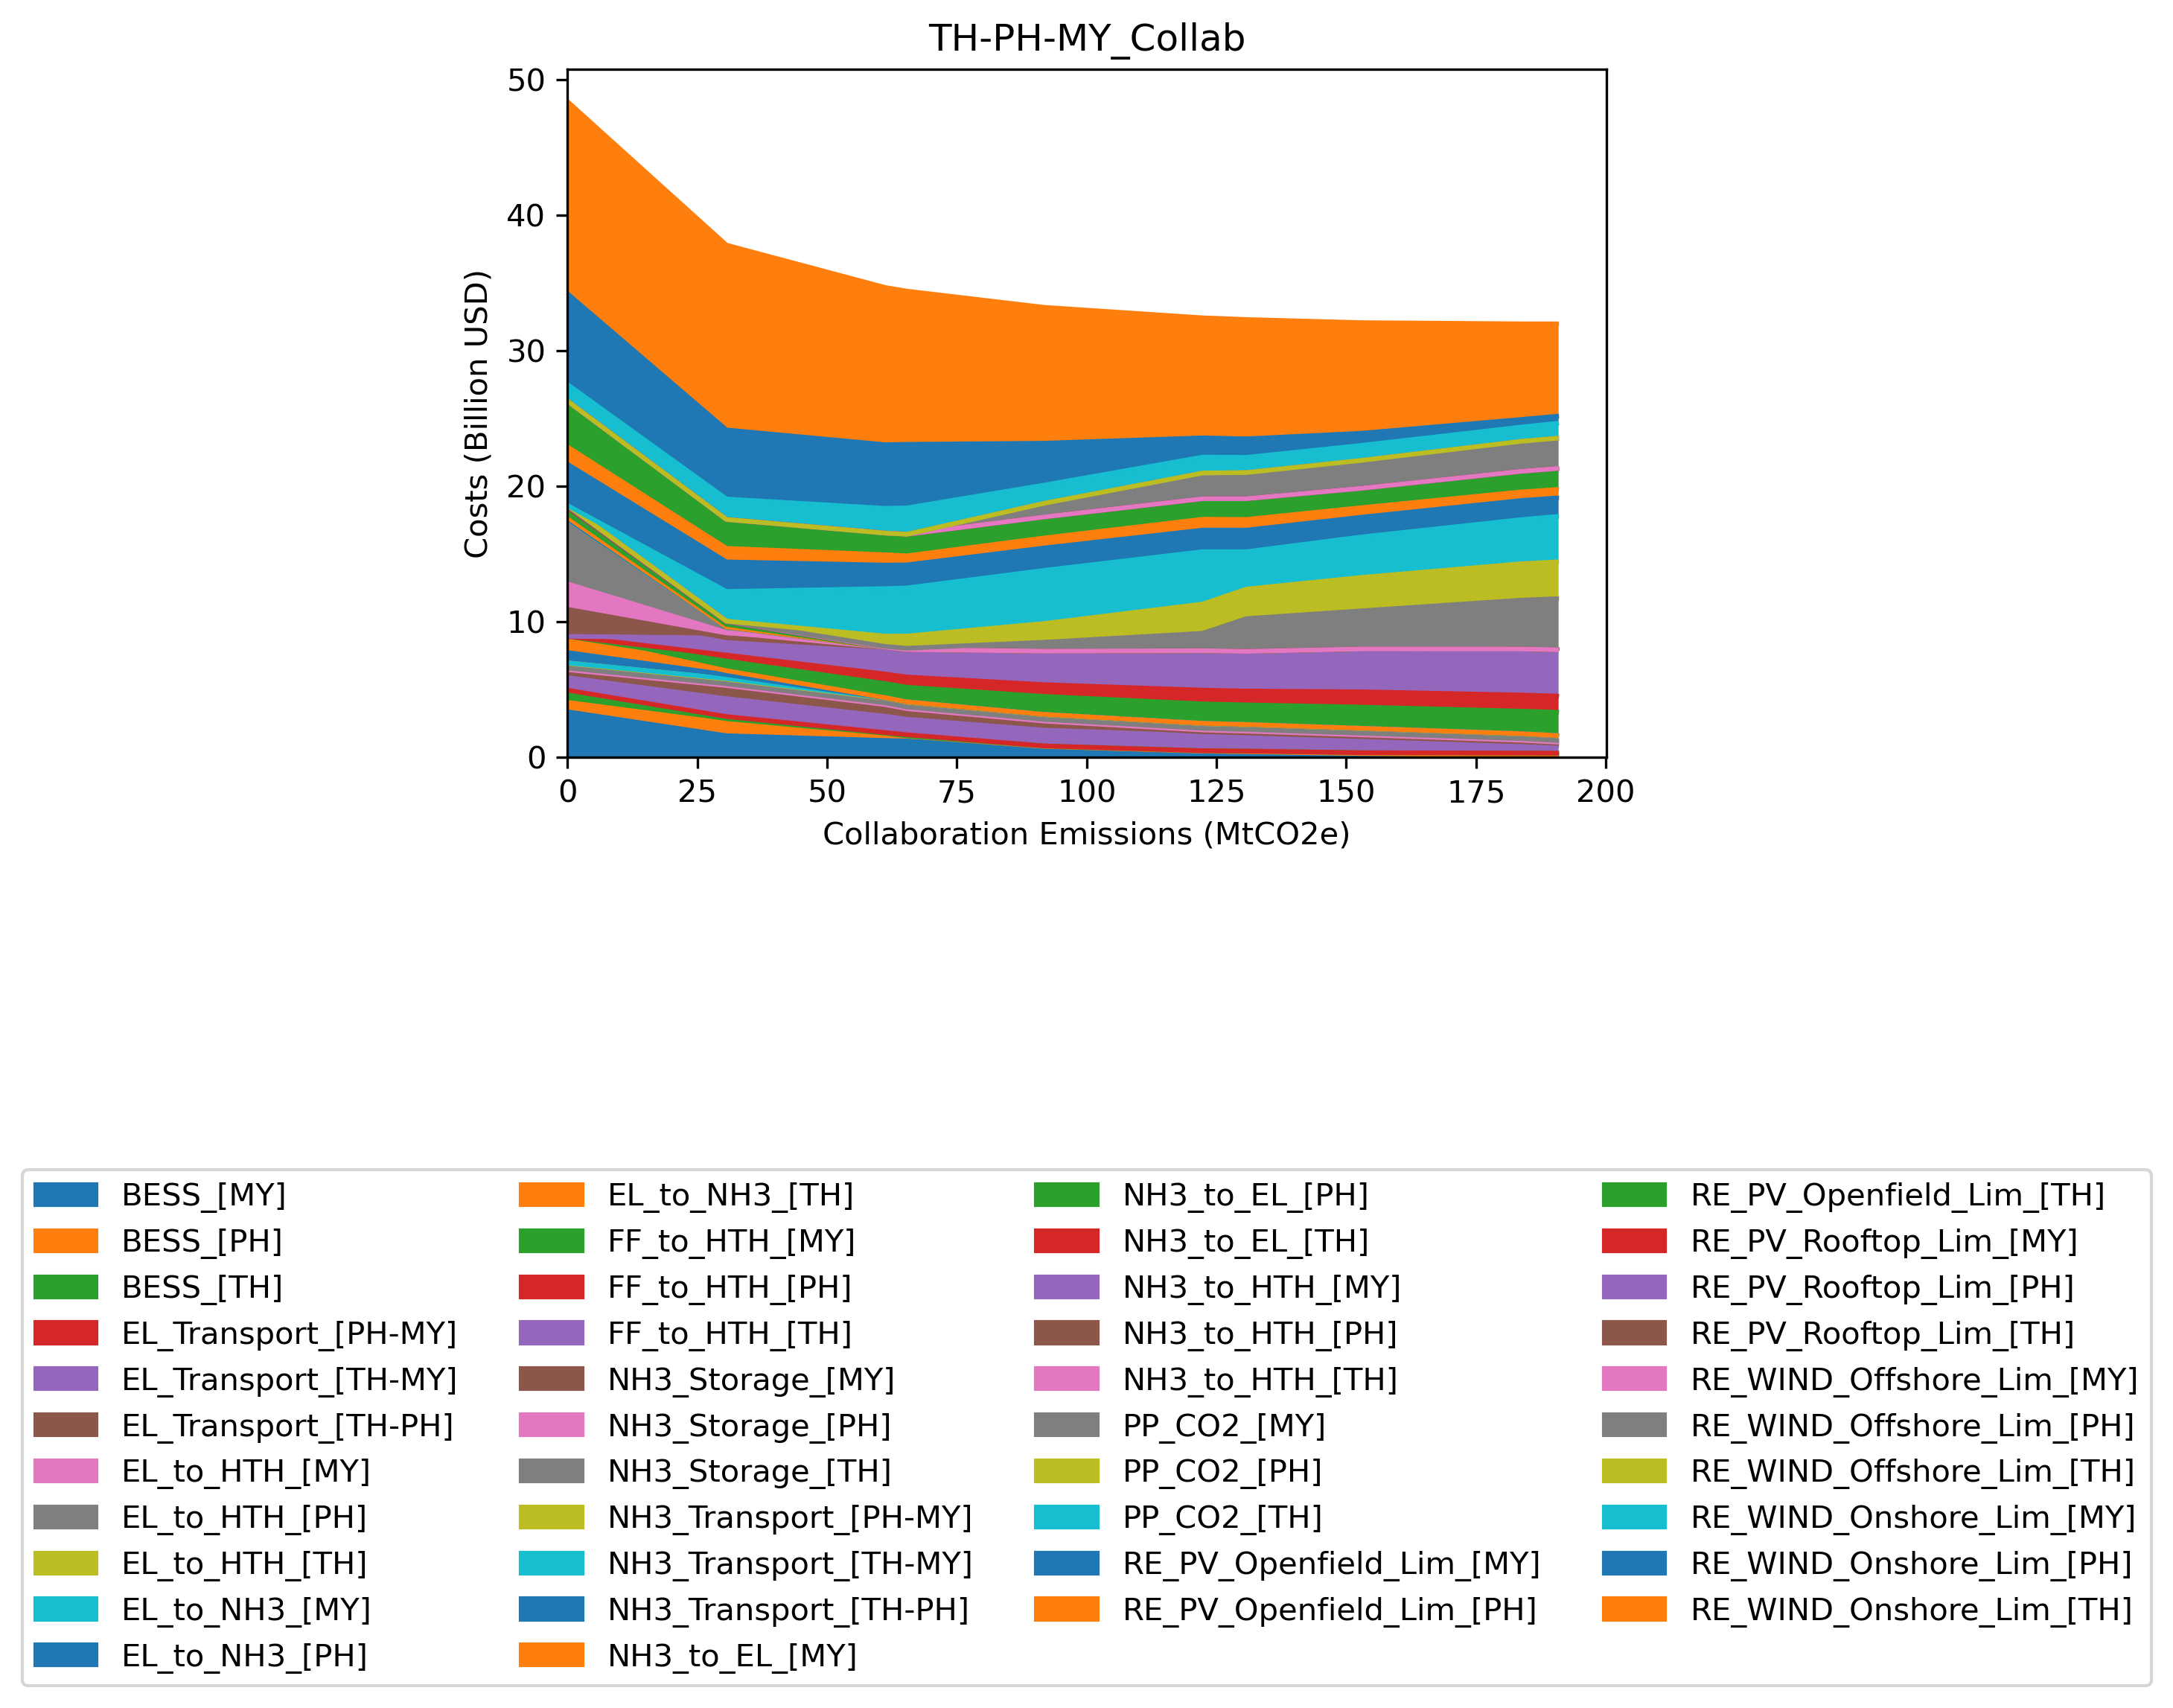 TH-PH-MY_Collab
50
40
30
20
10
0
Costs (Billion USD)
0 25 50 75 100 125 150 175 200
Collaboration Emissions (MtCO2e)
BESS_[MY]
BESS_[PH]
BESS_[TH]
EL_Transport_[PH-MY]
EL_Transport_[TH-MY]
EL_Transport_[TH-PH]
EL_to_HTH_[MY]
EL_to_HTH_[PH]
EL_to_HTH_[TH]
EL_to_NH3_[MY]
EL_to_NH3_[PH]
EL_to_NH3_[TH]
FF_to_HTH_[MY]
FF_to_HTH_[PH]
FF_to_HTH_[TH]
NH3_Storage_[MY]
NH3_Storage_[PH]
NH3_Storage_[TH]
NH3_Transport_[PH-MY]
NH3_Transport_[TH-MY]
NH3_Transport_[TH-PH]
NH3_to_EL_[MY]
NH3_to_EL_[PH]
NH3_to_EL_[TH]
NH3_to_HTH_[MY]
NH3_to_HTH_[PH]
NH3_to_HTH_[TH]
PP_CO2_[MY]
PP_CO2_[PH]
PP_CO2_[TH]
RE_PV_Openfield_Lim_[MY]
RE_PV_Openfield_Lim_[PH]
RE_PV_Openfield_Lim_[TH]
RE_PV_Rooftop_Lim_[MY]
RE_PV_Rooftop_Lim_[PH]
RE_PV_Rooftop_Lim_[TH]
RE_WIND_Offshore_Lim_[MY]
RE_WIND_Offshore_Lim_[PH]
RE_WIND_Offshore_Lim_[TH]
RE_WIND_Onshore_Lim_[MY]
RE_WIND_Onshore_Lim_[PH]
RE_WIND_Onshore_Lim_[TH]